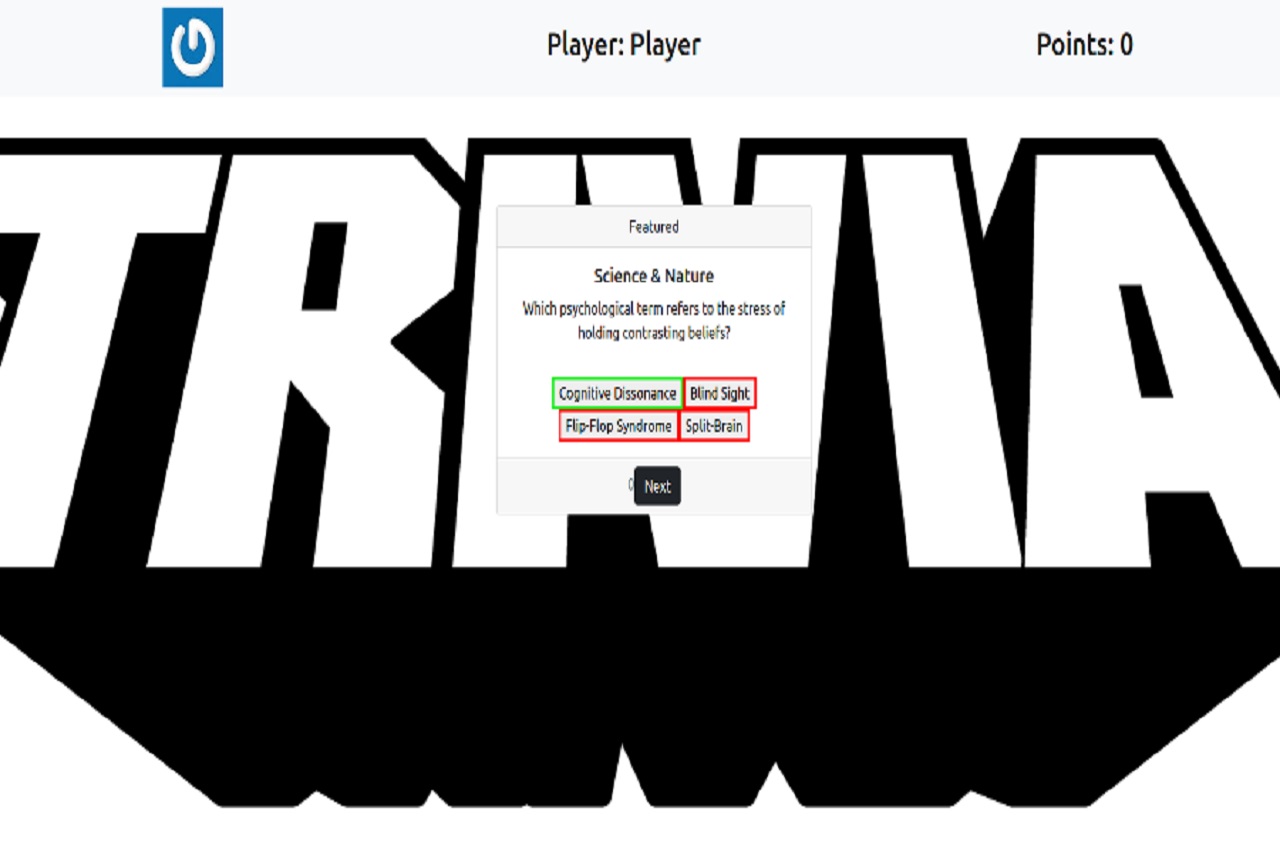 Player: Player
Points: 0
TRIVIA
Featured
Science & Nature
Which psychological term refers to the stress of
holding contrasting beliefs?
Cognitive Dissonance Blind Sight
Flip-Flop Syndrome Split-Brain
0 Next